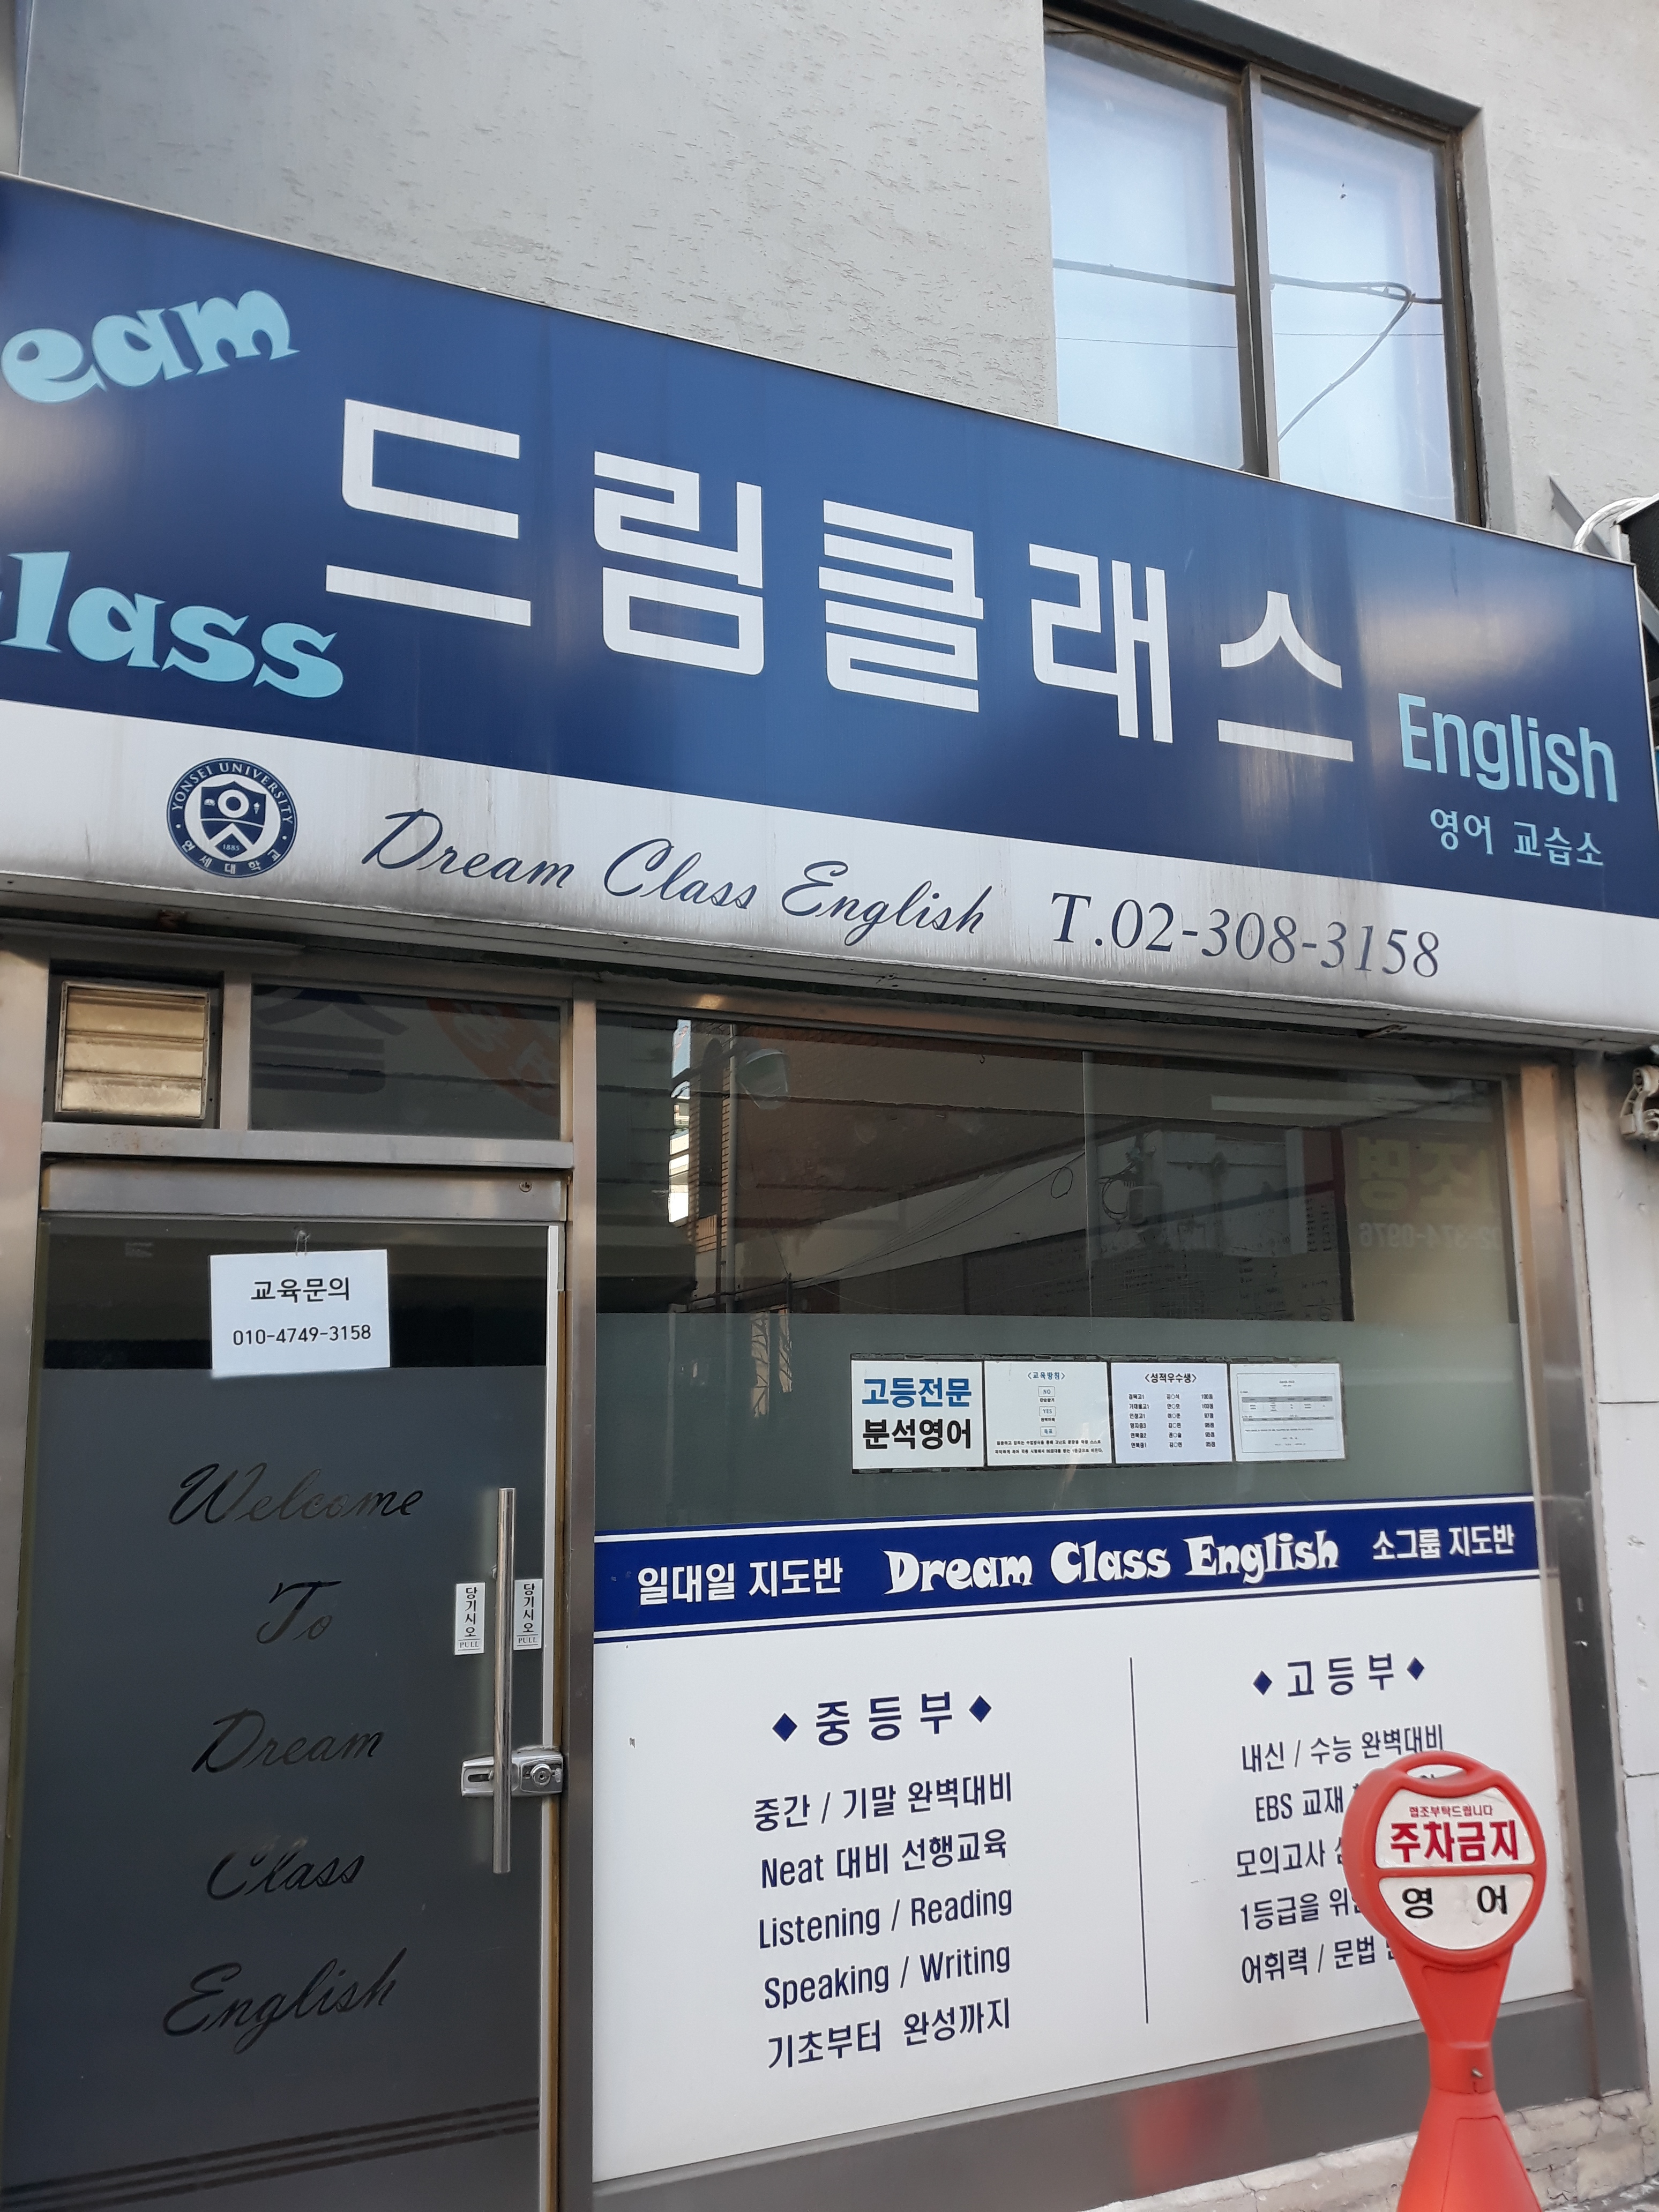 eam
lass
드림클래스
English
영어 교습소
YONSEI UNIVERSITY
1885
연세대학교
Dream Class English T.02-308-3158
교육문의
010-4749-3158
Welcome
To
Dream
Class
English
당기시오
PULL
당기시오
PULL
고등전문
분석영어
<교육방침>
NO
YES
<성적우수생>
일대일 지도반 Dream Class English 소그룹 지도반
◆ 중등부 ◆
중간 / 기말 완벽대비
Neat 대비 선행교육
Listening / Reading
Speaking / Writing
기초부터 완성까지
◆ 고등부 ◆
내신 / 수능 완벽대비
EBS 교재
모의고사
1등급을
어휘력 / 문법
협조부탁드립니다
주차금지
영 어